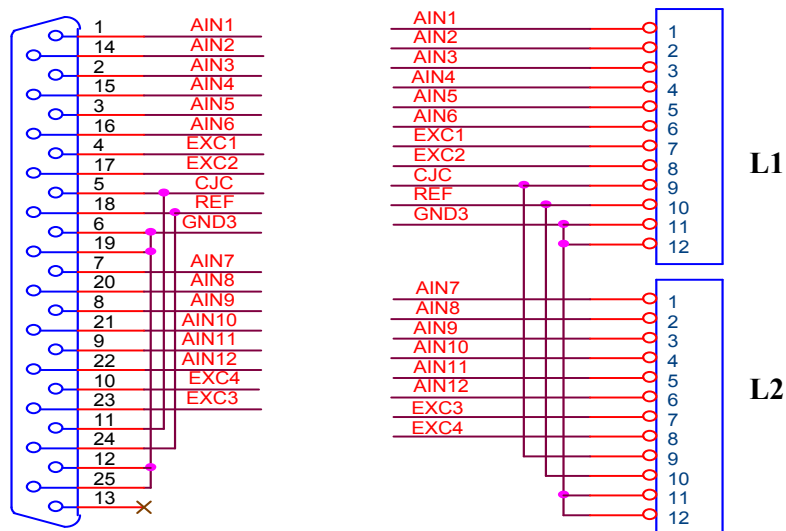 1 AIN1
14 AIN2
2 AIN3
15 AIN4
3 AIN5
16 AIN6
4 EXC1
17 EXC2
5 CJC
18 REF
6 GND3
19
7 AIN7
20 AIN8
8 AIN9
21 AIN10
9 AIN11
22 AIN12
10 EXC4
23 EXC3
11
24
12
25
13
AIN1 1
AIN2 2
AIN3 3
AIN4 4
AIN5 5
AIN6 6
EXC1 7
EXC2 8
CJC 9
REF 10
GND3 11
12
L1
AIN7 1
AIN8 2
AIN9 3
AIN10 4
AIN11 5
AIN12 6
EXC3 7
EXC4 8
9
10
11
12
L2